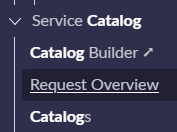 Service Catalog
Catalog Builder ↗
Request Overview
Catalogs